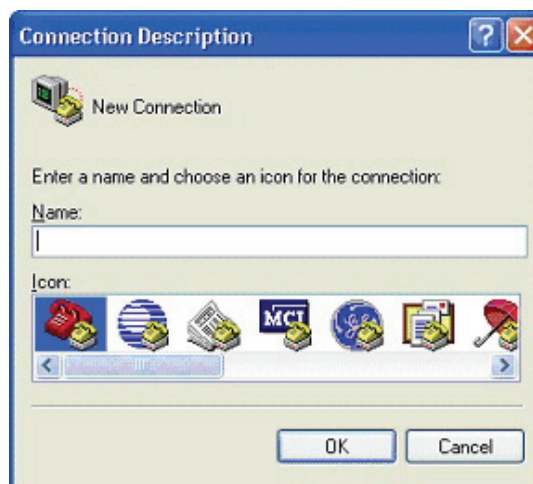 Connection Description
New Connection
Enter a name and choose an icon for the connection:
Name:
Icon:
MCI
OK
Cancel